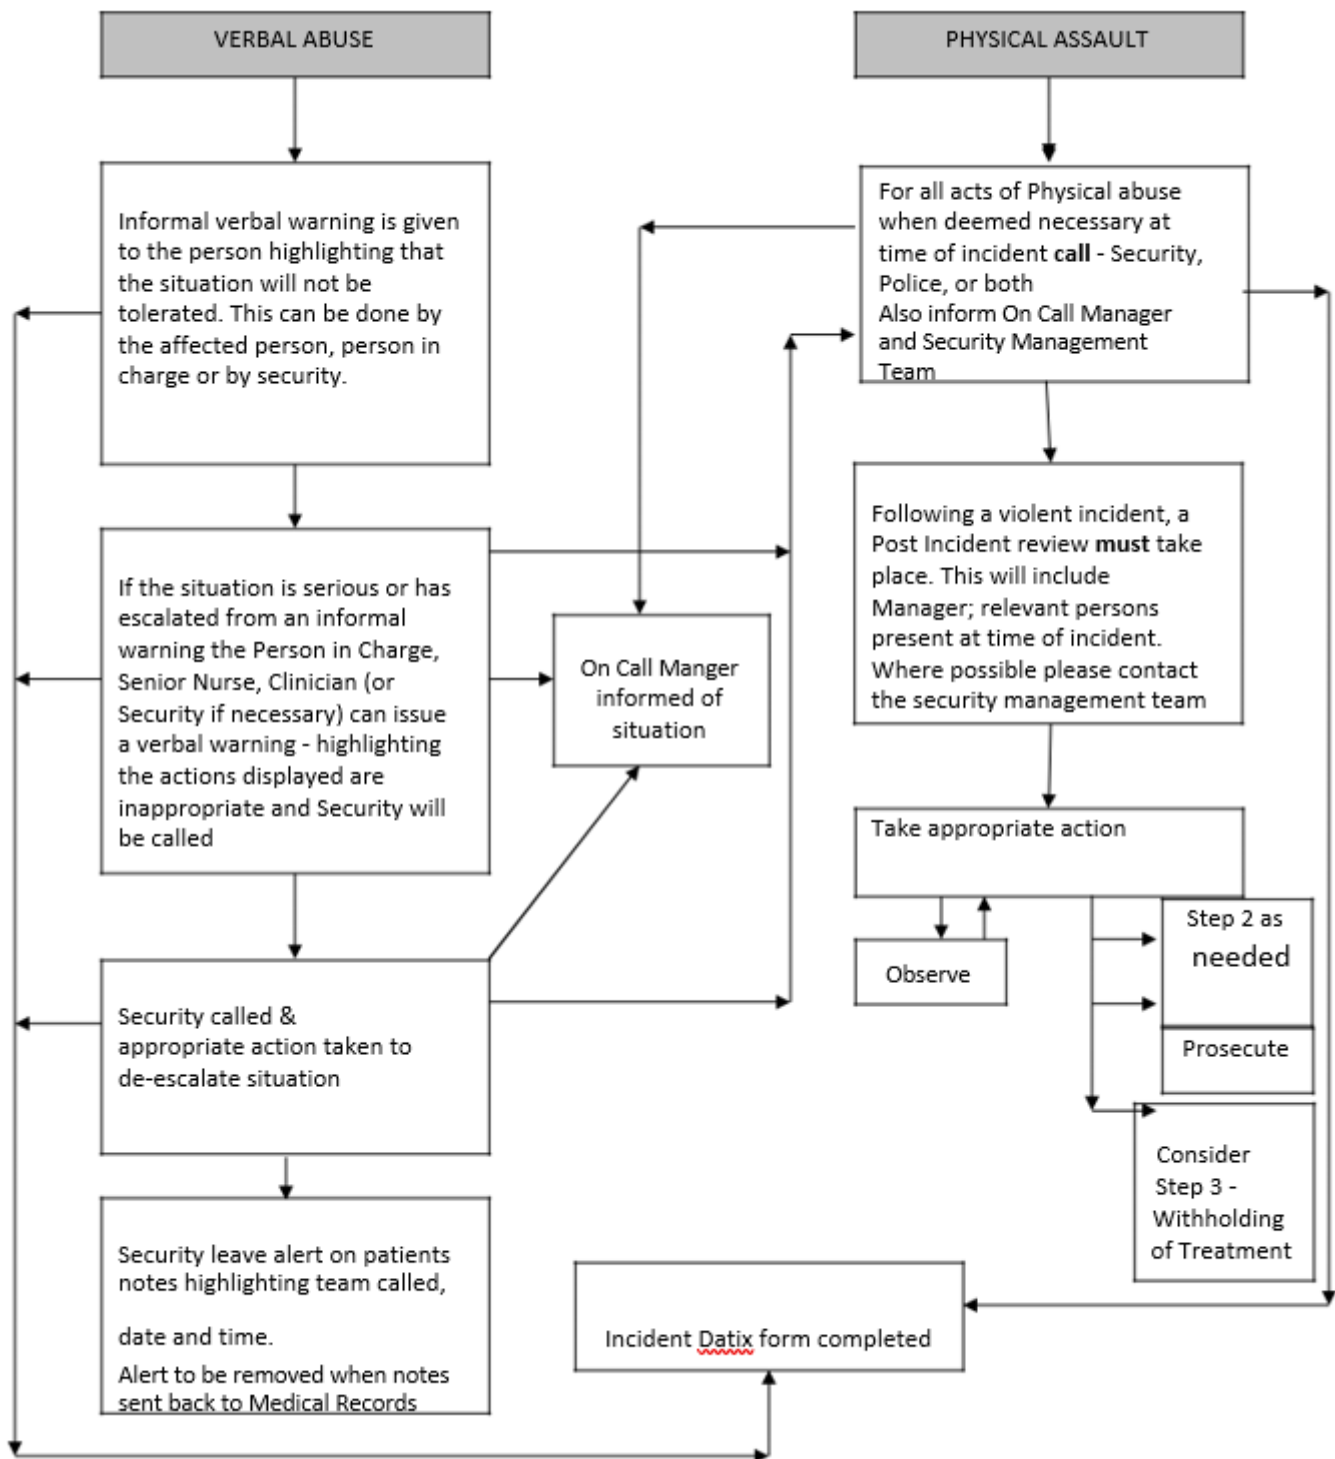 VERBAL ABUSE
Informal verbal warning is given
to the person highlighting that
the situation will not be
tolerated. This can be done by
the affected person, person in
charge or by security.
If the situation is serious or has
escalated from an informal
warning the Person in Charge,
Senior Nurse, Clinician (or
Security if necessary) can issue
a verbal warning - highlighting
the actions displayed are
inappropriate and Security will
be called
Security called &
appropriate action taken to
de-escalate situation
Security leave alert on patients
notes highlighting team called,
date and time.
Alert to be removed when notes
sent back to Medical Records
On Call Manger
informed of
situation
PHYSICAL ASSAULT
For all acts of Physical abuse
when deemed necessary at
time of incident call - Security,
Police, or both
Also inform On Call Manager
and Security Management
Team
Following a violent incident, a
Post Incident review must take
place. This will include
Manager; relevant persons
present at time of incident.
Where possible please contact
the security management team
Take appropriate action
Observe
Step 2 as
needed
Prosecute
Consider
Step 3 -
Withholding
of Treatment
Incident Datix form completed